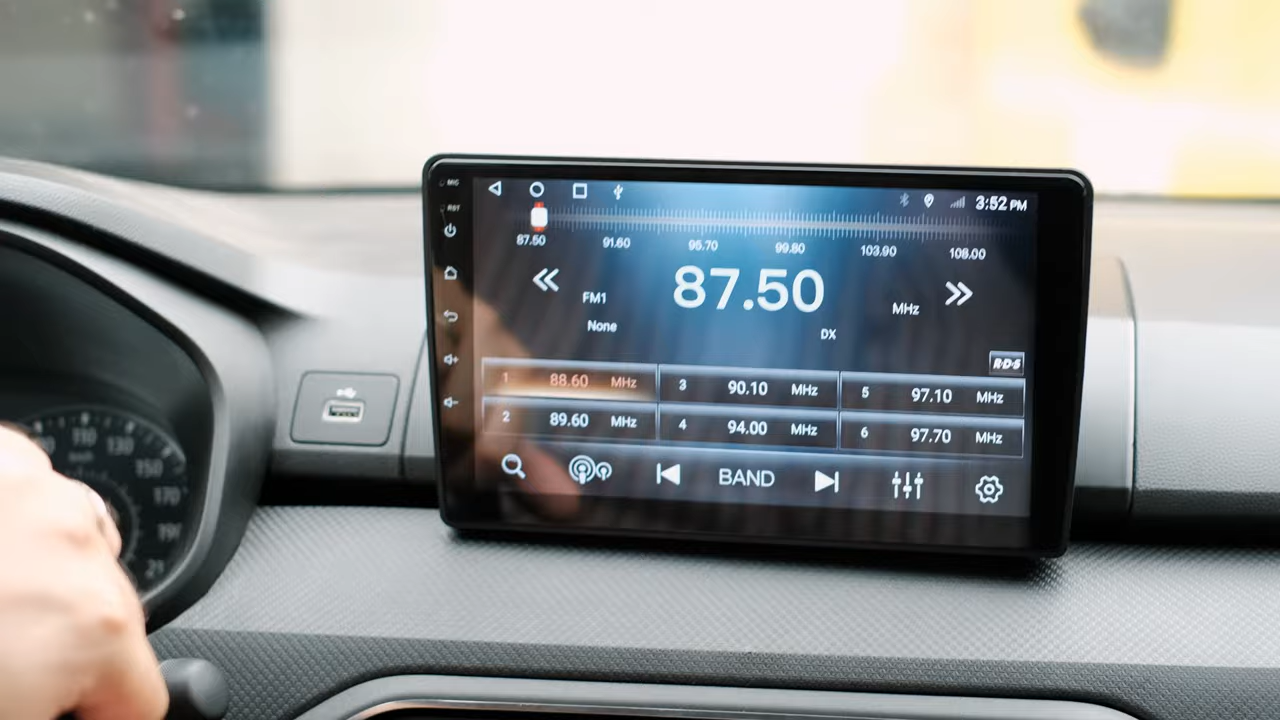 MIC
RST
3:52 PM
87.50 91.60 95.70 99.80 103.90 108.00
FM1 87.50 MHz
None DX
RDS
1 88.60 MHz 3 90.10 MHz 5 97.10 MHz
2 89.60 MHz 4 94.00 MHz 6 97.70 MHz
BAND
110
130
150
170